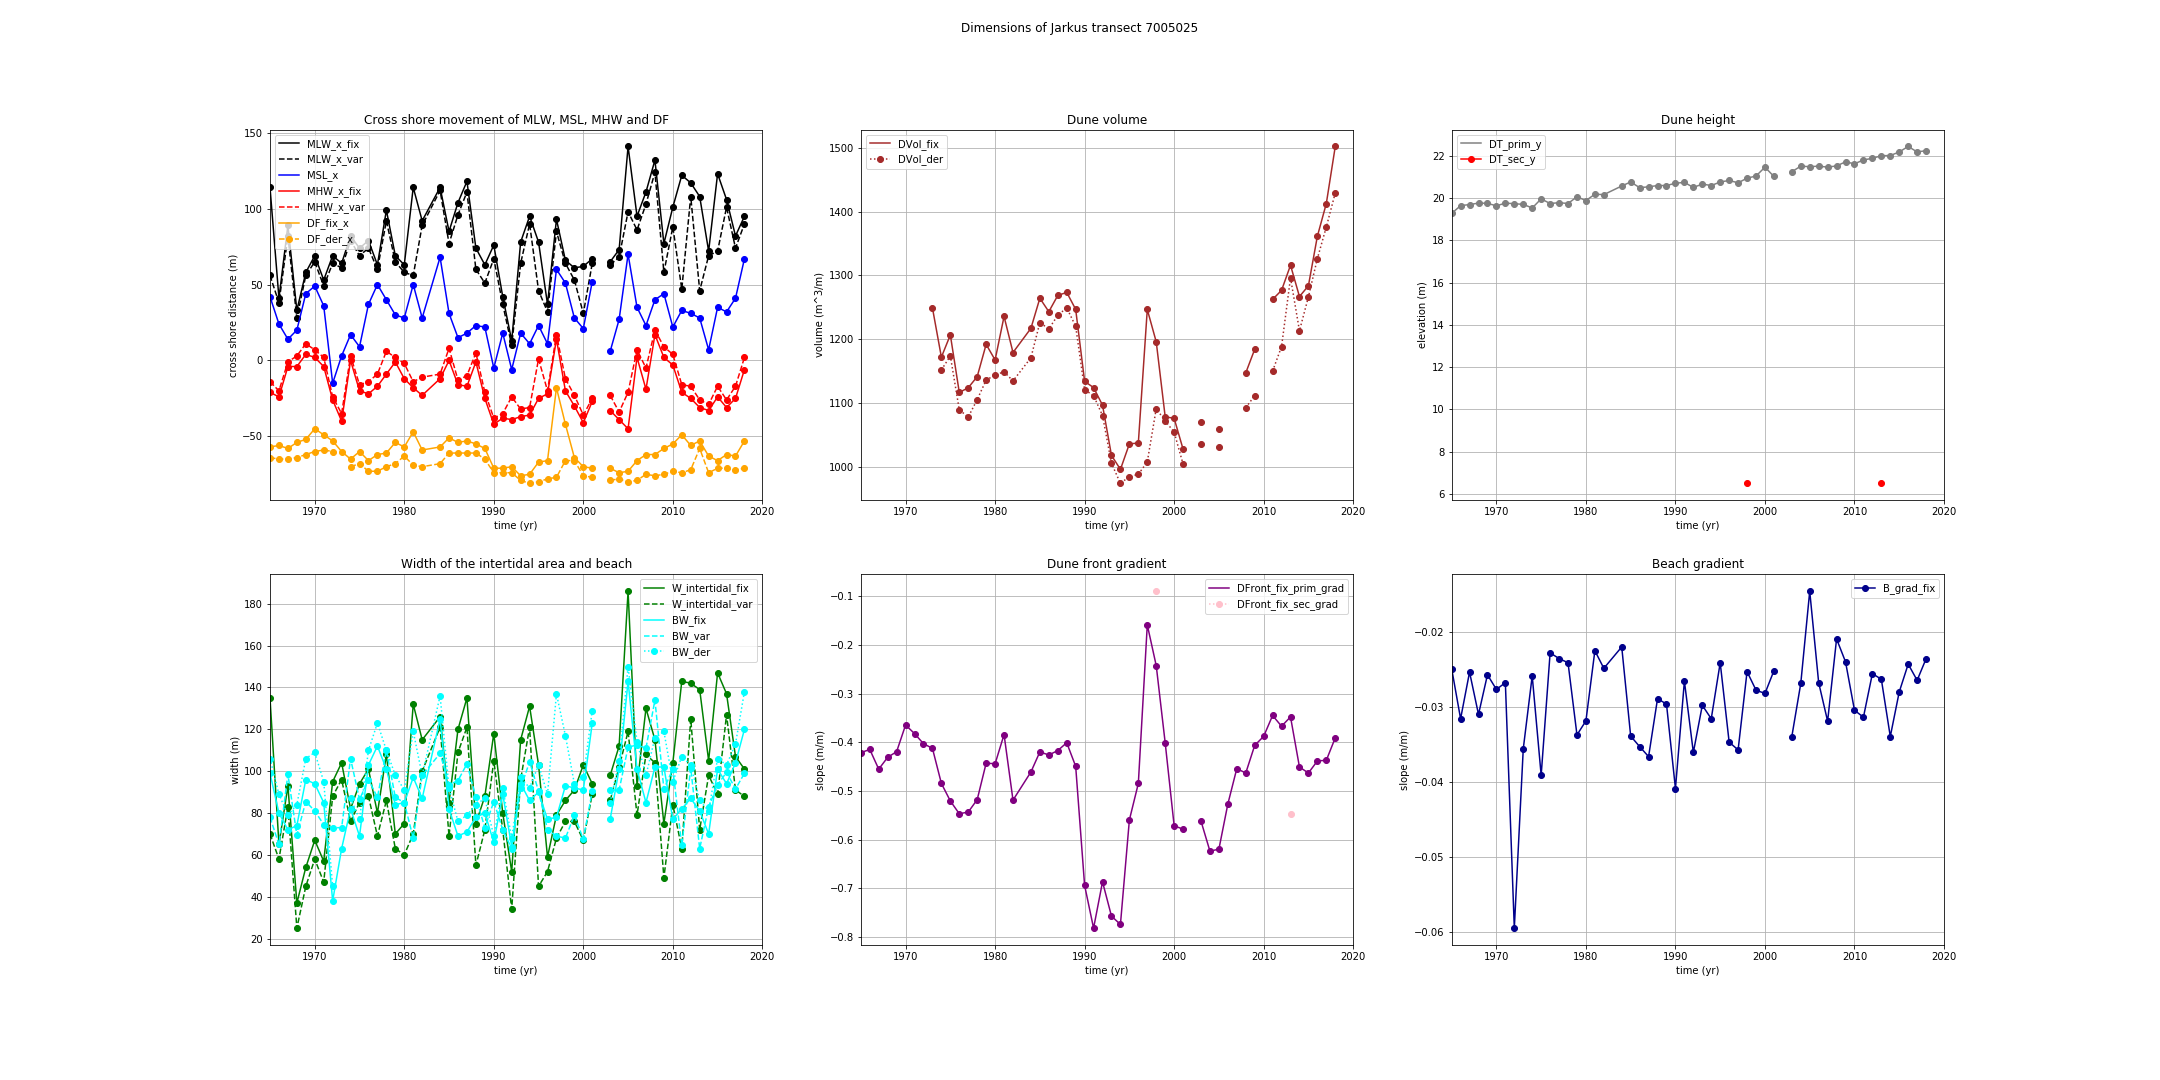 Dimensions of Jarkus transect 7005025
Cross shore movement of MLW, MSL, MHW and DF
150
100
50
0
−50
cross shore distance (m)
MLW_x_fix
MLW_x_var
MSL_x
MHW_x_fix
MHW_x_var
DF_fix_x
DF_der_x
1970 1980 1990 2000 2010 2020
time (yr)
Dune volume
1500
1400
1300
1200
1100
1000
volume (m^3/m)
DVol_fix
DVol_der
1970 1980 1990 2000 2010 2020
time (yr)
Dune height
22
20
18
16
14
12
10
8
6
elevation (m)
DT_prim_y
DT_sec_y
1970 1980 1990 2000 2010 2020
time (yr)
Width of the intertidal area and beach
180
160
140
120
100
80
60
40
20
width (m)
W_intertidal_fix
W_intertidal_var
BW_fix
BW_var
BW_der
1970 1980 1990 2000 2010 2020
time (yr)
Dune front gradient
−0.1
−0.2
−0.3
−0.4
−0.5
−0.6
−0.7
−0.8
slope (m/m)
DFront_fix_prim_grad
DFront_fix_sec_grad
1970 1980 1990 2000 2010 2020
time (yr)
Beach gradient
−0.02
−0.03
−0.04
−0.05
−0.06
slope (m/m)
B_grad_fix
1970 1980 1990 2000 2010 2020
time (yr)